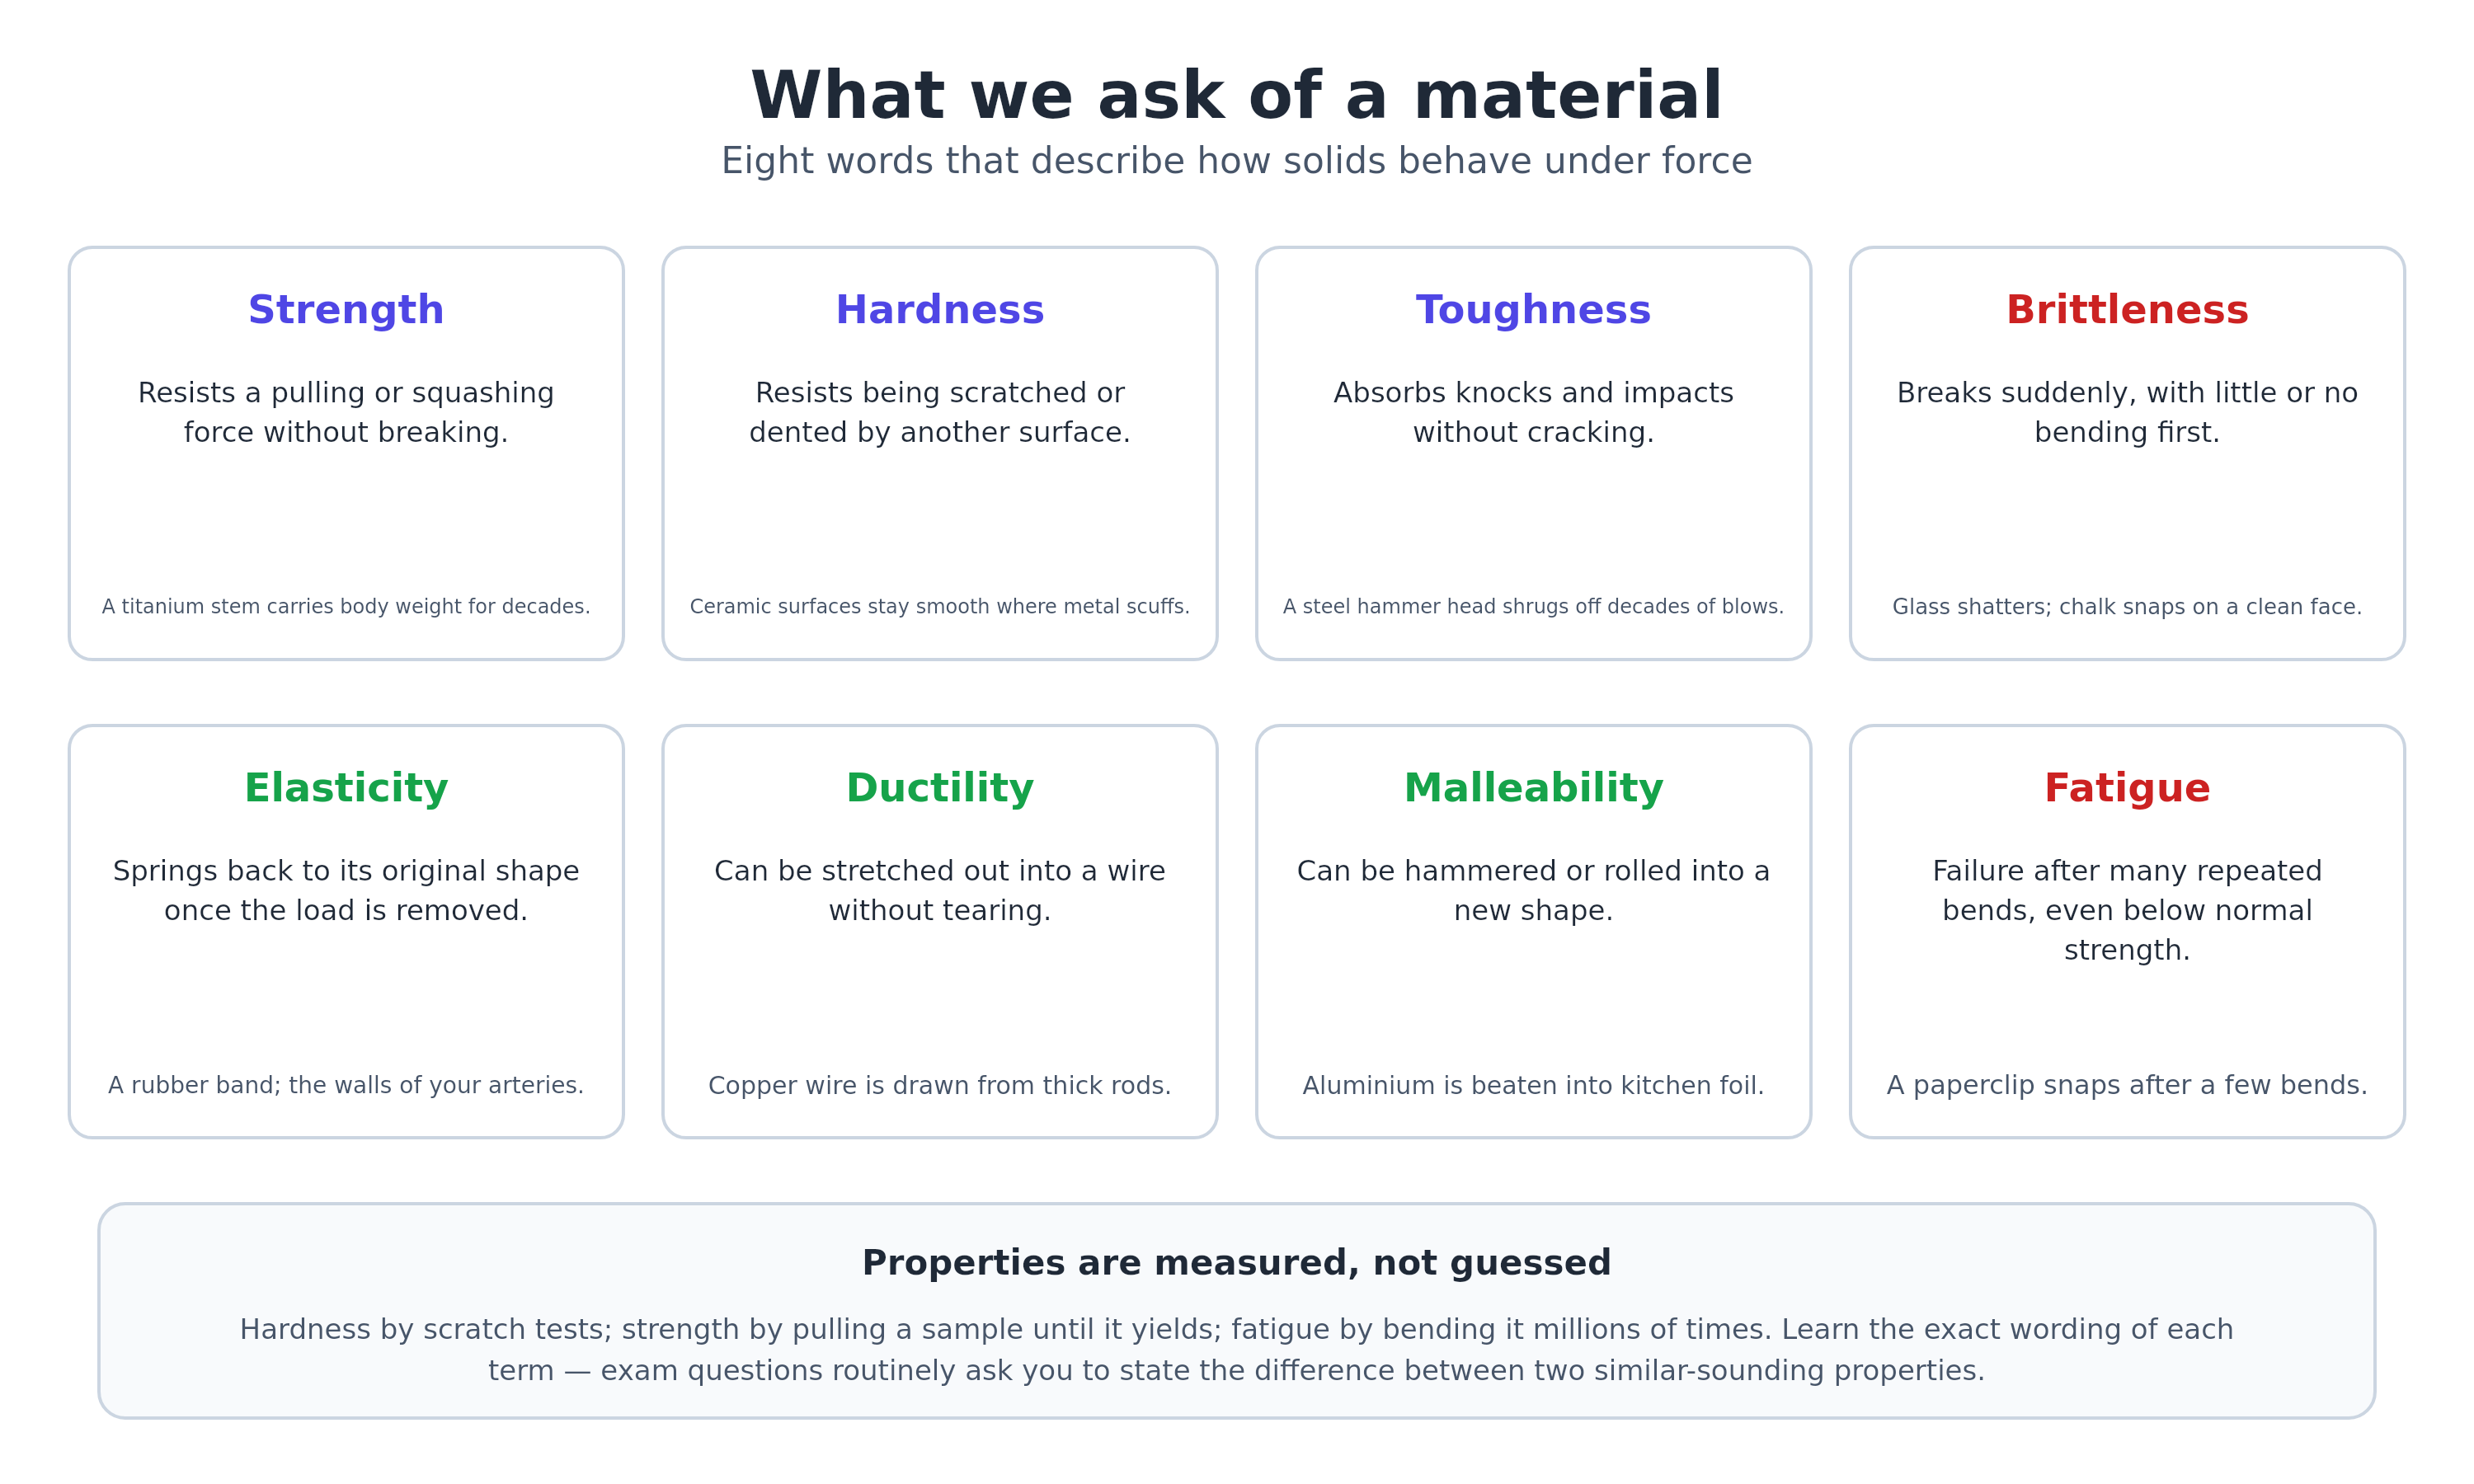 What we ask of a material
Eight words that describe how solids behave under force
Strength
Resists a pulling or squashing
force without breaking.
A titanium stem carries body weight for decades.
Hardness
Resists being scratched or
dented by another surface.
Ceramic surfaces stay smooth where metal scuffs.
Toughness
Absorbs knocks and impacts
without cracking.
A steel hammer head shrugs off decades of blows.
Brittleness
Breaks suddenly, with little or no
bending first.
Glass shatters; chalk snaps on a clean face.
Elasticity
Springs back to its original shape
once the load is removed.
A rubber band; the walls of your arteries.
Ductility
Can be stretched out into a wire
without tearing.
Copper wire is drawn from thick rods.
Malleability
Can be hammered or rolled into a
new shape.
Aluminium is beaten into kitchen foil.
Fatigue
Failure after many repeated
bends, even below normal
strength.
A paperclip snaps after a few bends.
Properties are measured, not guessed
Hardness by scratch tests; strength by pulling a sample until it yields; fatigue by bending it millions of times. Learn the exact wording of each
term — exam questions routinely ask you to state the difference between two similar-sounding properties.